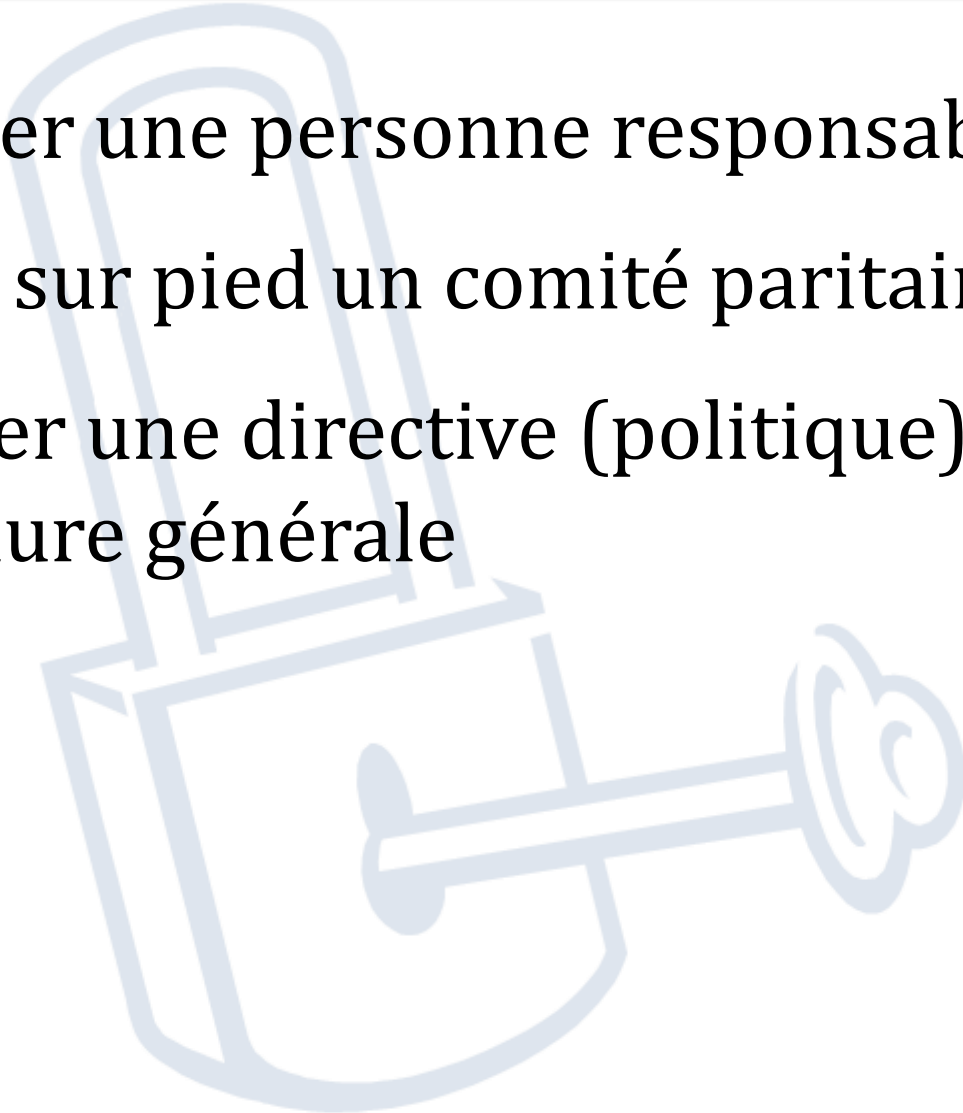 er une personne responsab
sur pied un comité paritair
er une directive (politique)
ure générale